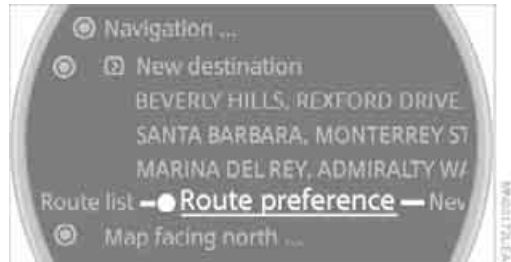 Navigation ...
New destination
BEVERLY HILLS, REXFORD DRIVE
SANTA BARBARA, MONTERREY ST
MARINA DEL REY, ADMIRALTY WA
Route list Route preference New
Map facing north ...